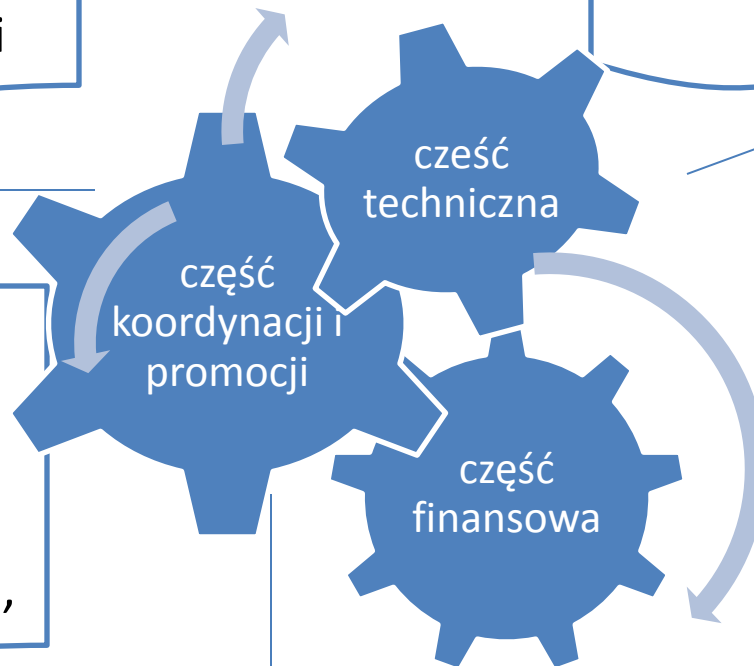 i
cześć
techniczna
część
koordynacji i
promocji
część
finansowa
,